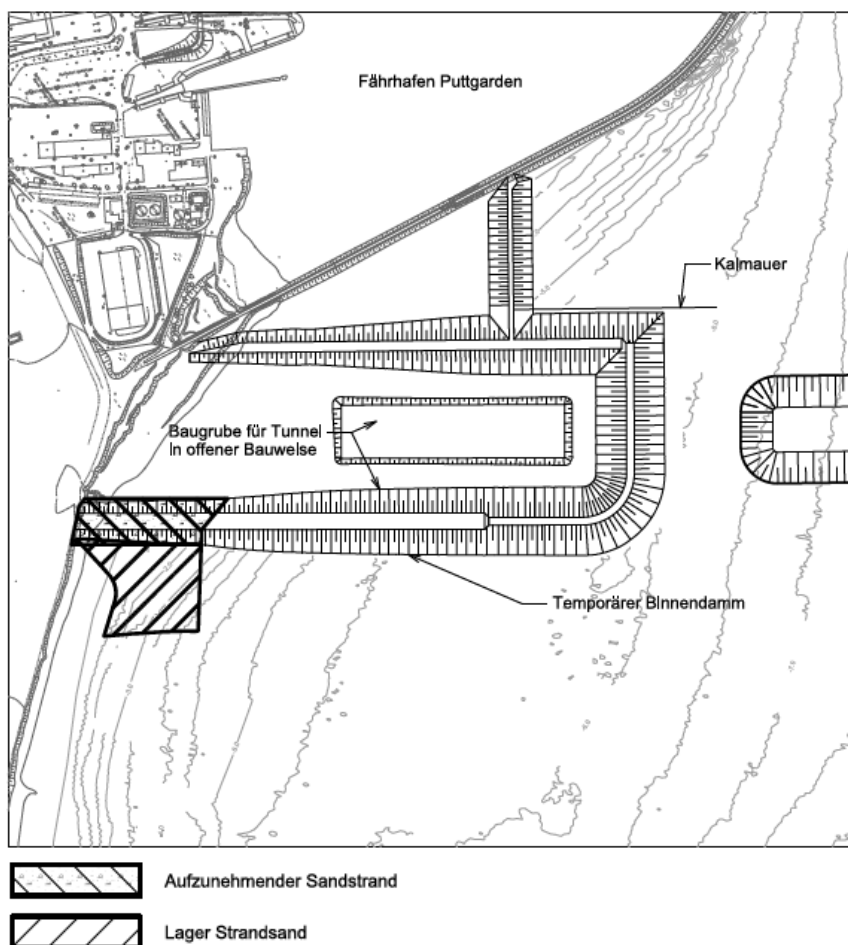 Fährhafen Puttgarden
Kaimauer
Baugrube für Tunnel
in offener Bauweise
Temporärer Binnendamm
Aufzunehmender Sandstrand
Lager Strandsand